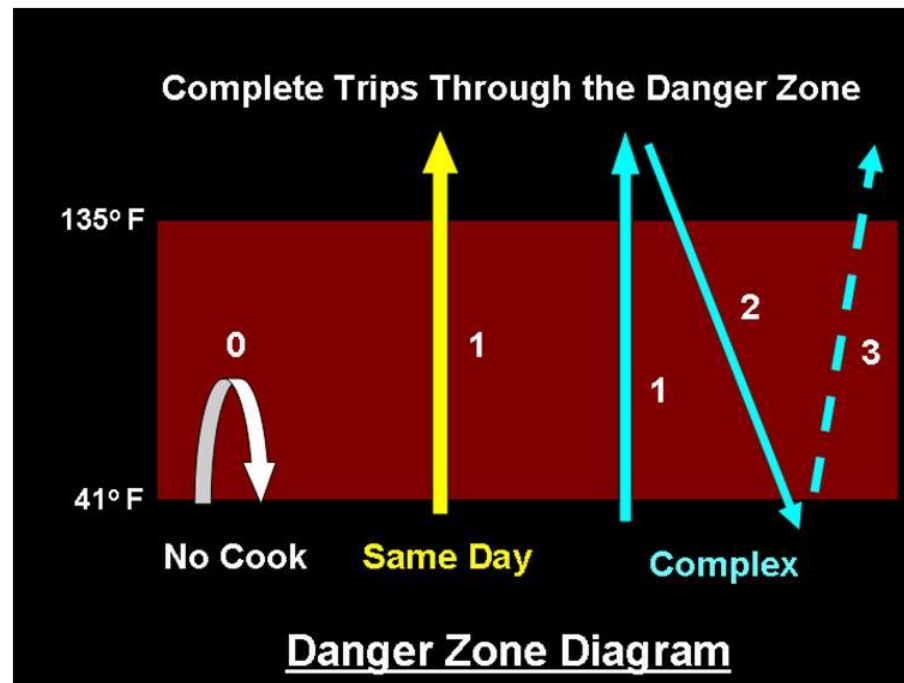 Complete Trips Through the Danger Zone
135° F
0
1
2
3
1
41° F
No Cook
Same Day
Complex
Danger Zone Diagram